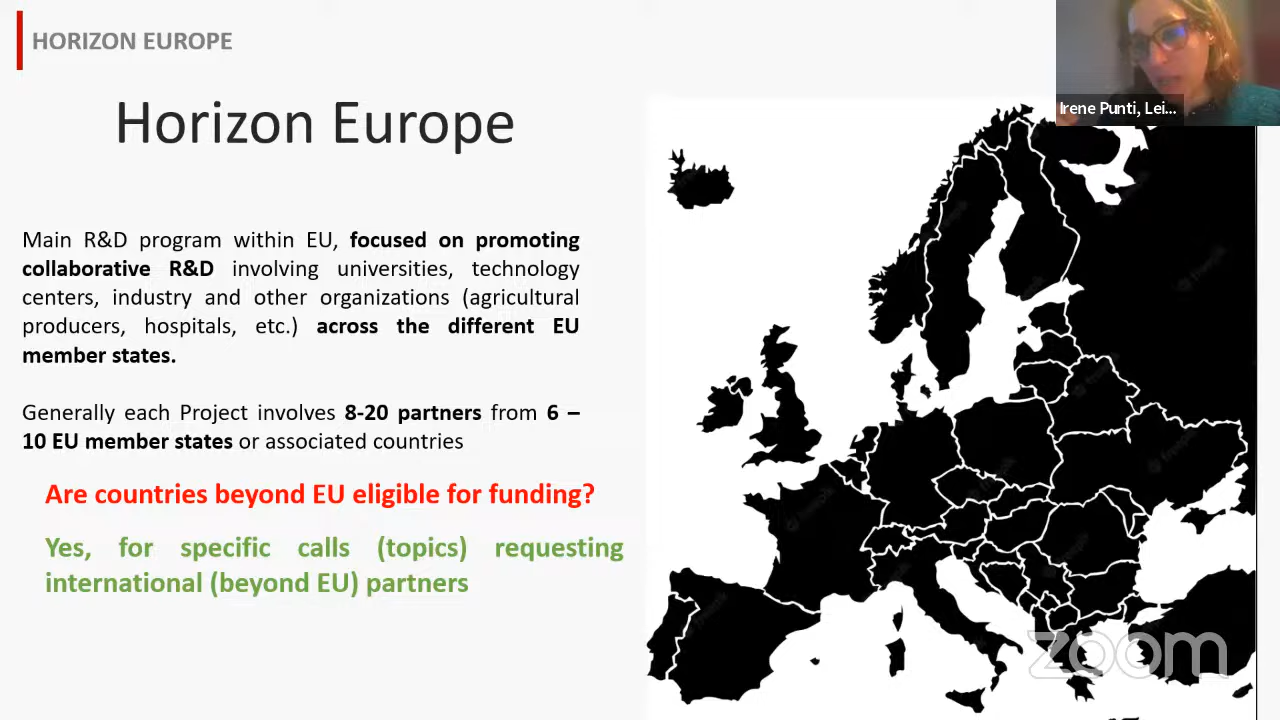 HORIZON EUROPE
Irene Punti, Lei...
Horizon Europe
Main R&D program within EU, focused on promoting
collaborative R&D involving universities, technology
centers, industry and other organizations (agricultural
producers, hospitals, etc.) across the different EU
member states.
Generally each Project involves 8-20 partners from 6 –
10 EU member states or associated countries
Are countries beyond EU eligible for funding?
Yes, for specific calls (topics) requesting
international (beyond EU) partners
zoom